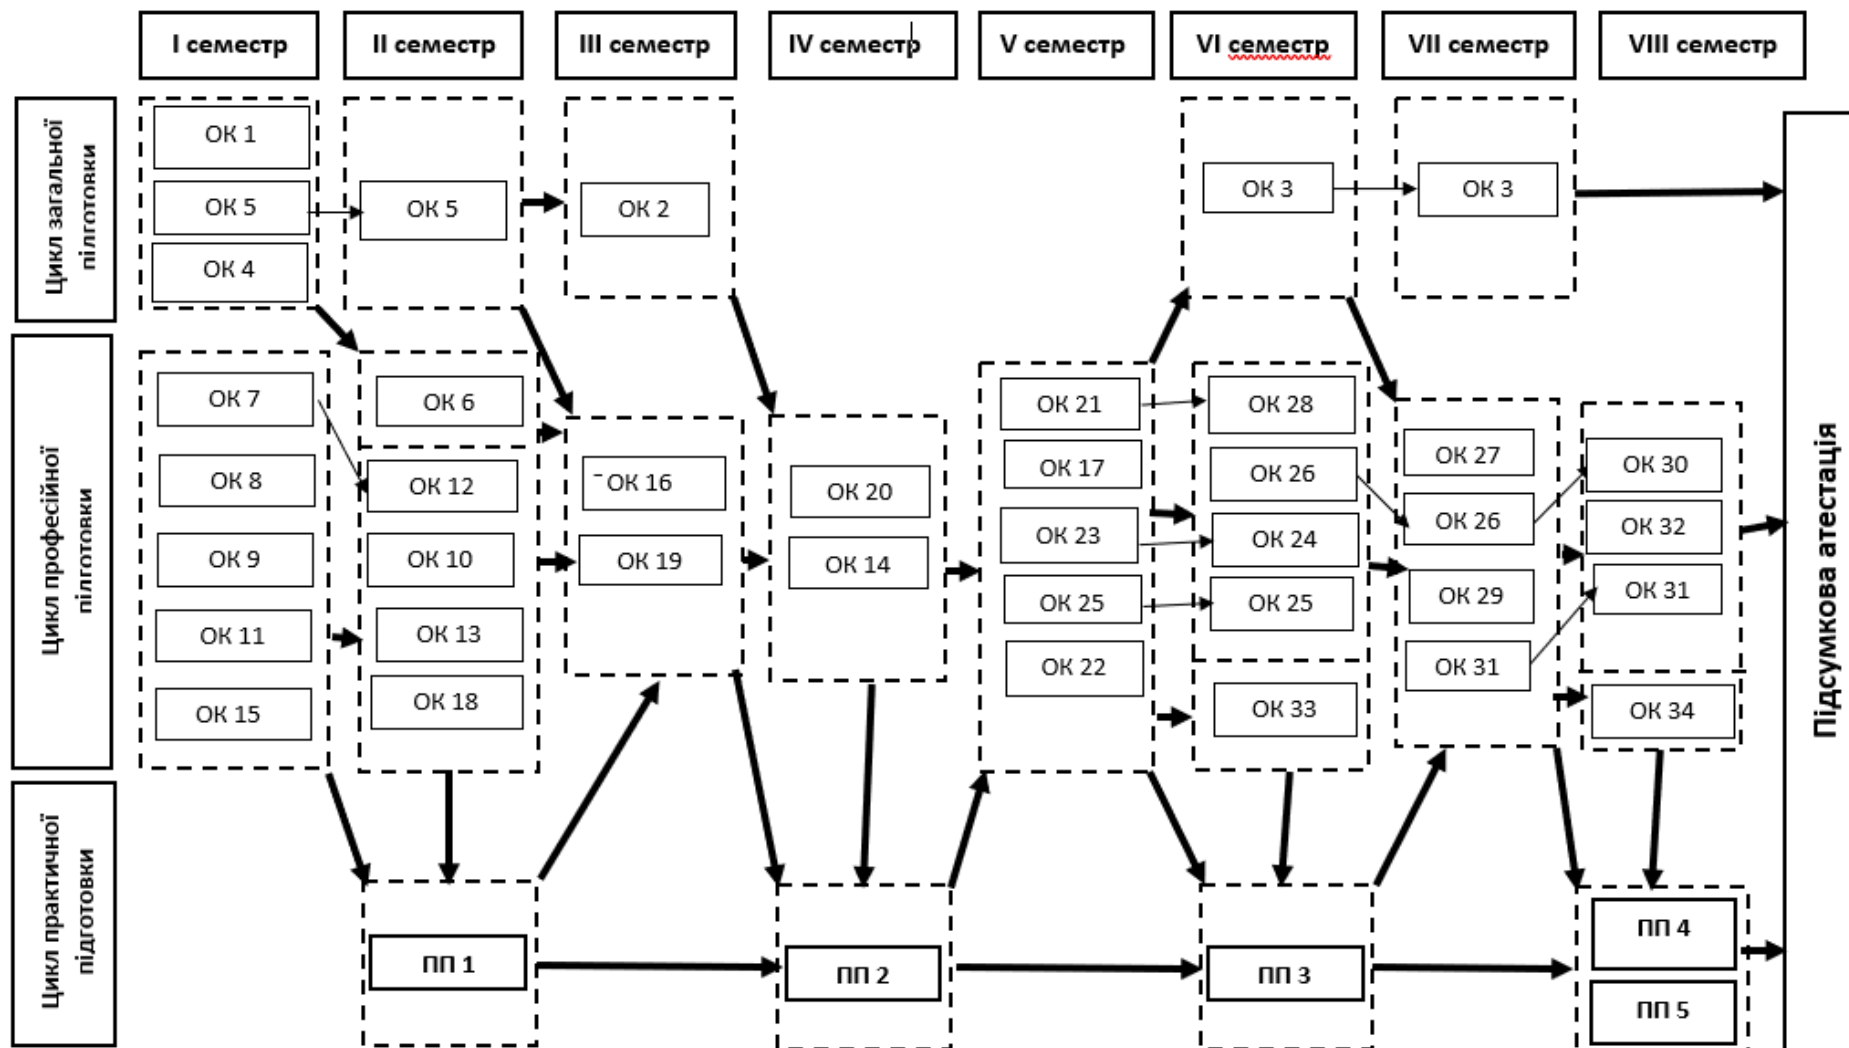 І семестр
ІІ семестр
ІІІ семестр
ІV семестр
V семестр
VI семестр
VII семестр
VIII семестр
Цикл загальної
пілготовки
ОК 1
ОК 5
ОК 4
ОК 5
ОК 2
ОК 3
ОК 3
Цикл професійної
пілготовки
ОК 7
ОК 8
ОК 9
ОК 11
ОК 15
ОК 6
ОК 12
ОК 10
ОК 13
ОК 18
ОК 16
ОК 19
ОК 20
ОК 14
ОК 21
ОК 17
ОК 23
ОК 25
ОК 22
ОК 28
ОК 26
ОК 24
ОК 25
ОК 33
ОК 27
ОК 26
ОК 29
ОК 31
ОК 30
ОК 32
ОК 31
ОК 34
Цикл практичної
підготовки
ПП 1
ПП 2
ПП 3
ПП 4
ПП 5
Підсумкова атестація